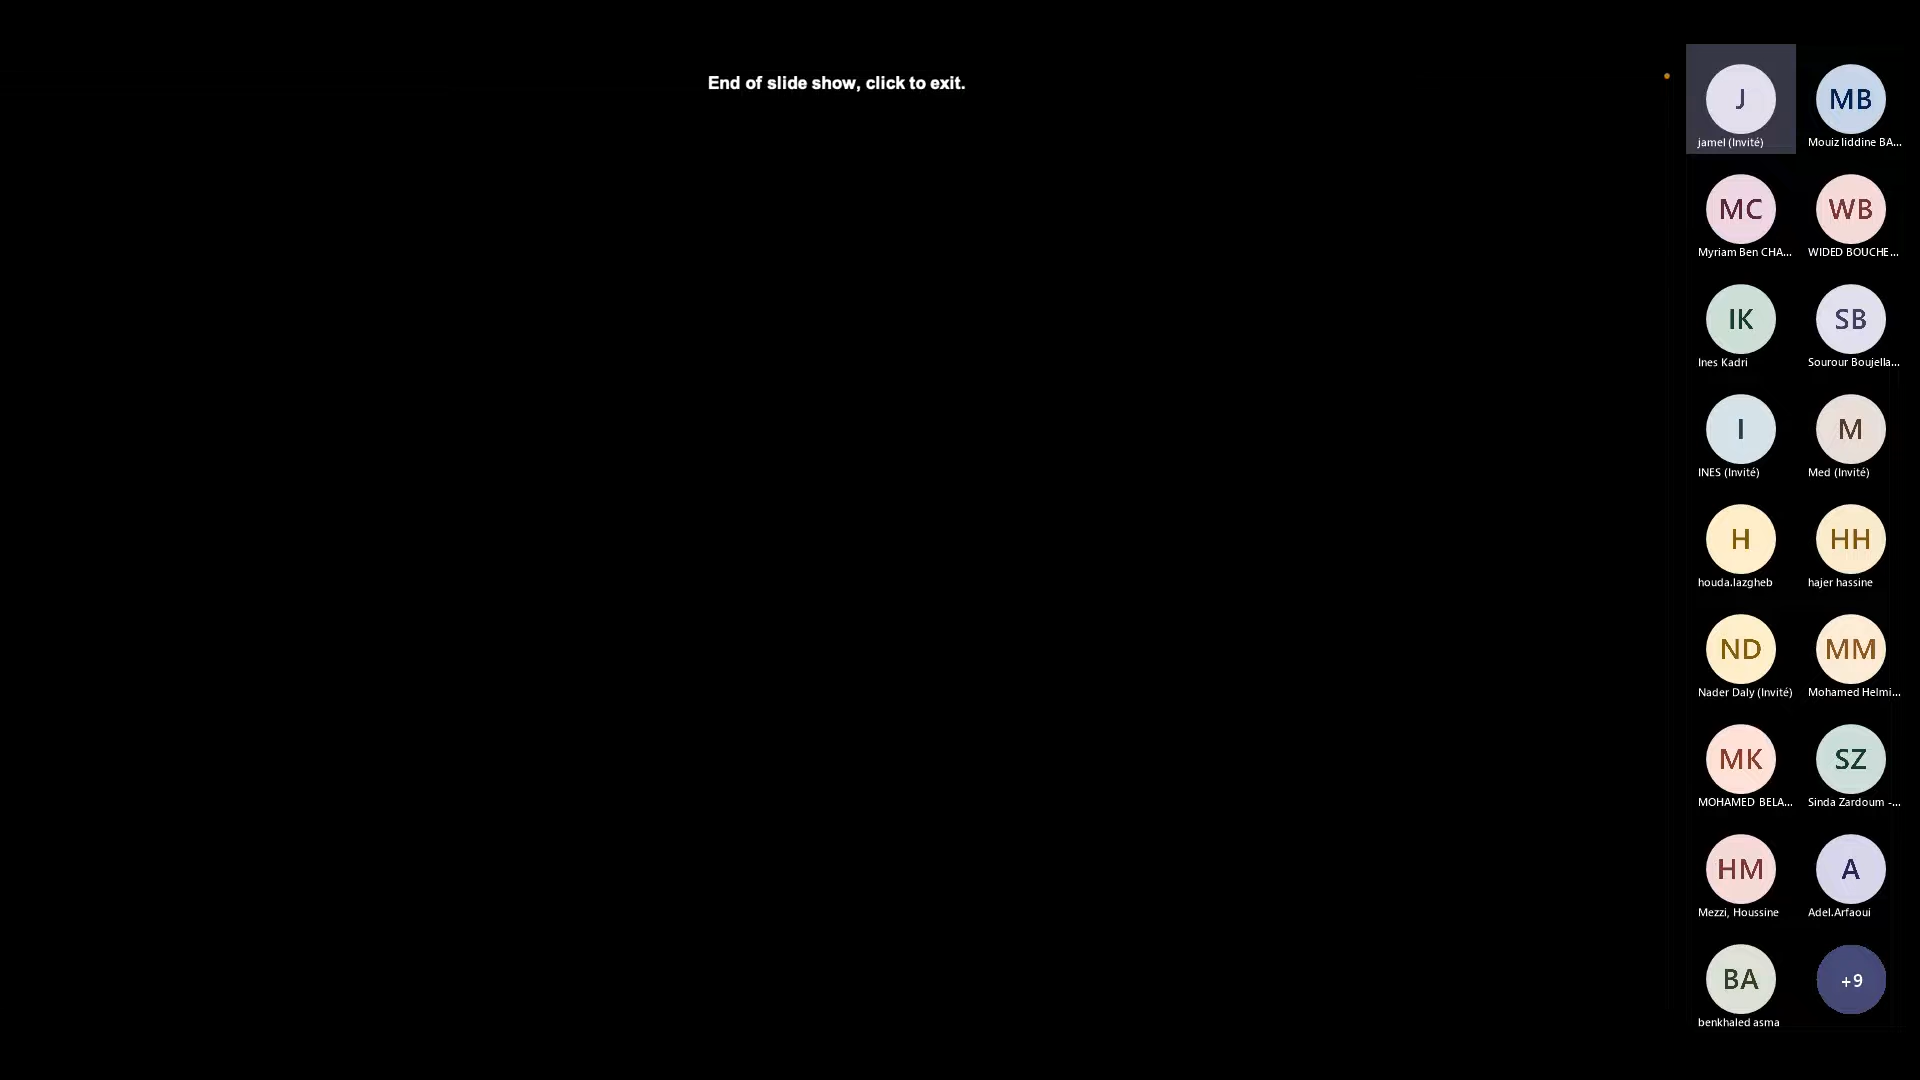 End of slide show, click to exit.
J
MB
jamel (Invité)
Mouiz liddine BA...
MC
WB
Myriam Ben CHA...
WIDED BOUCHE...
IK
SB
Ines Kadri
Sourour Boujella...
I
M
INES (Invité)
Med (Invité)
H
HH
houda.lazgheb
hajer hassine
ND
MM
Nader Daly (Invité)
Mohamed Helmi...
MK
SZ
MOHAMED BELA...
Sinda Zardoum -...
HM
A
Mezzi, Houssine
Adel.Arfaoui
BA
+9
benkhaled asma